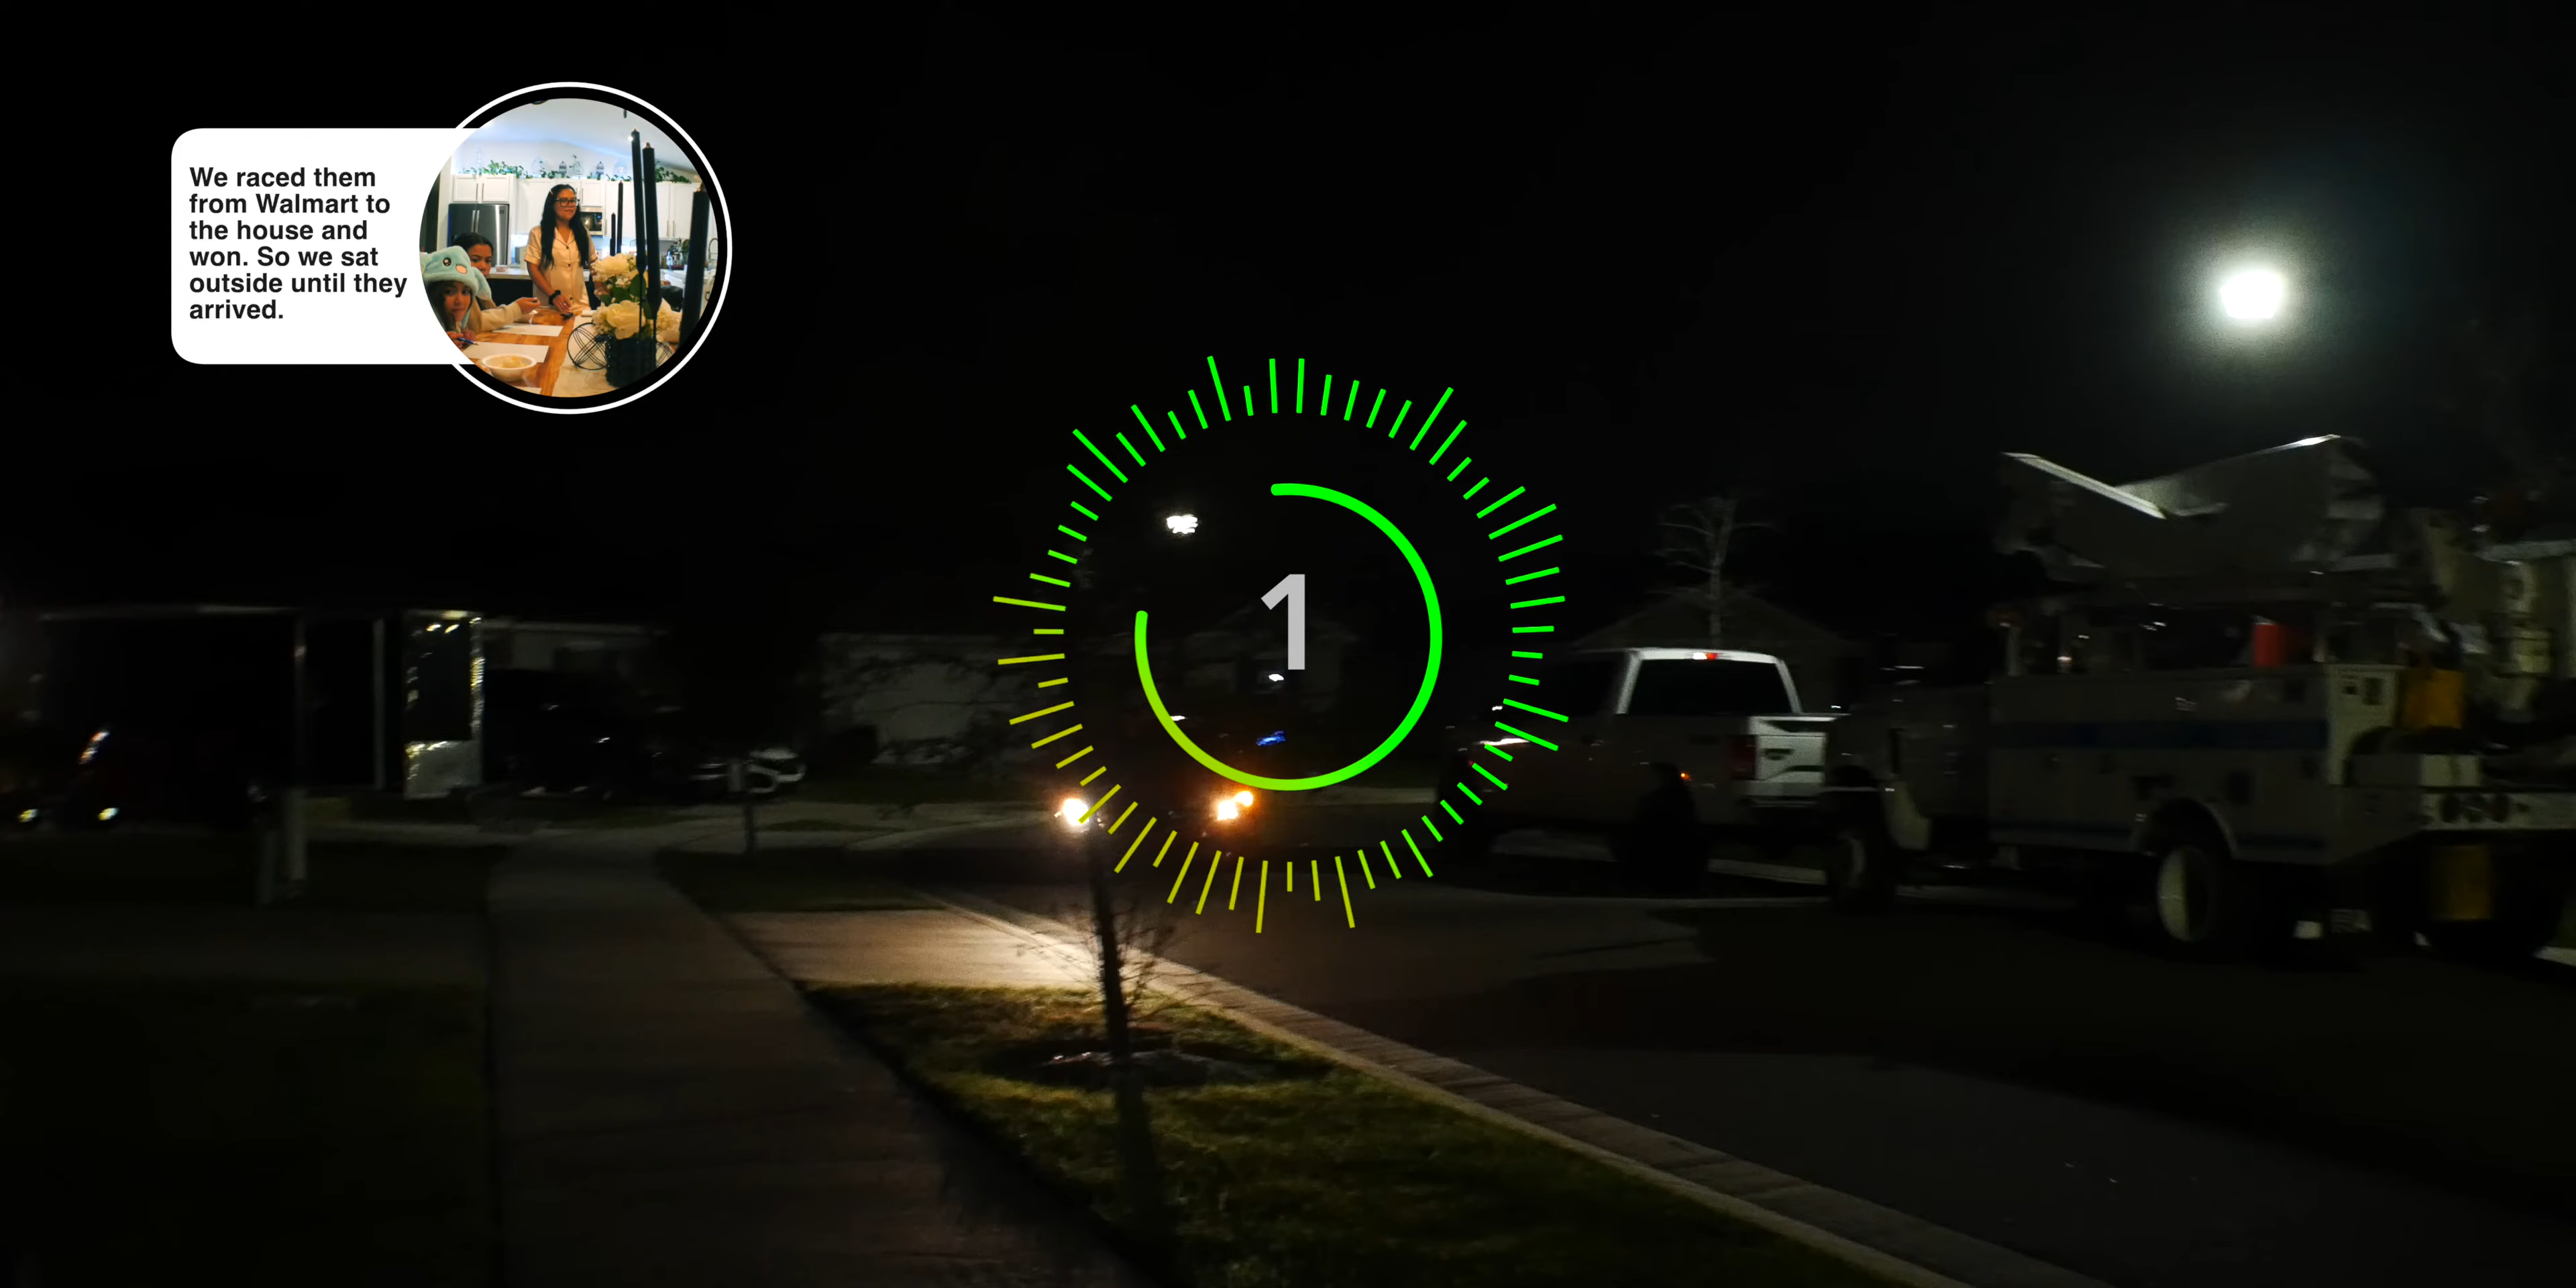 We raced them
from Walmart to
the house and
won. So we sat
outside until they
arrived.
1